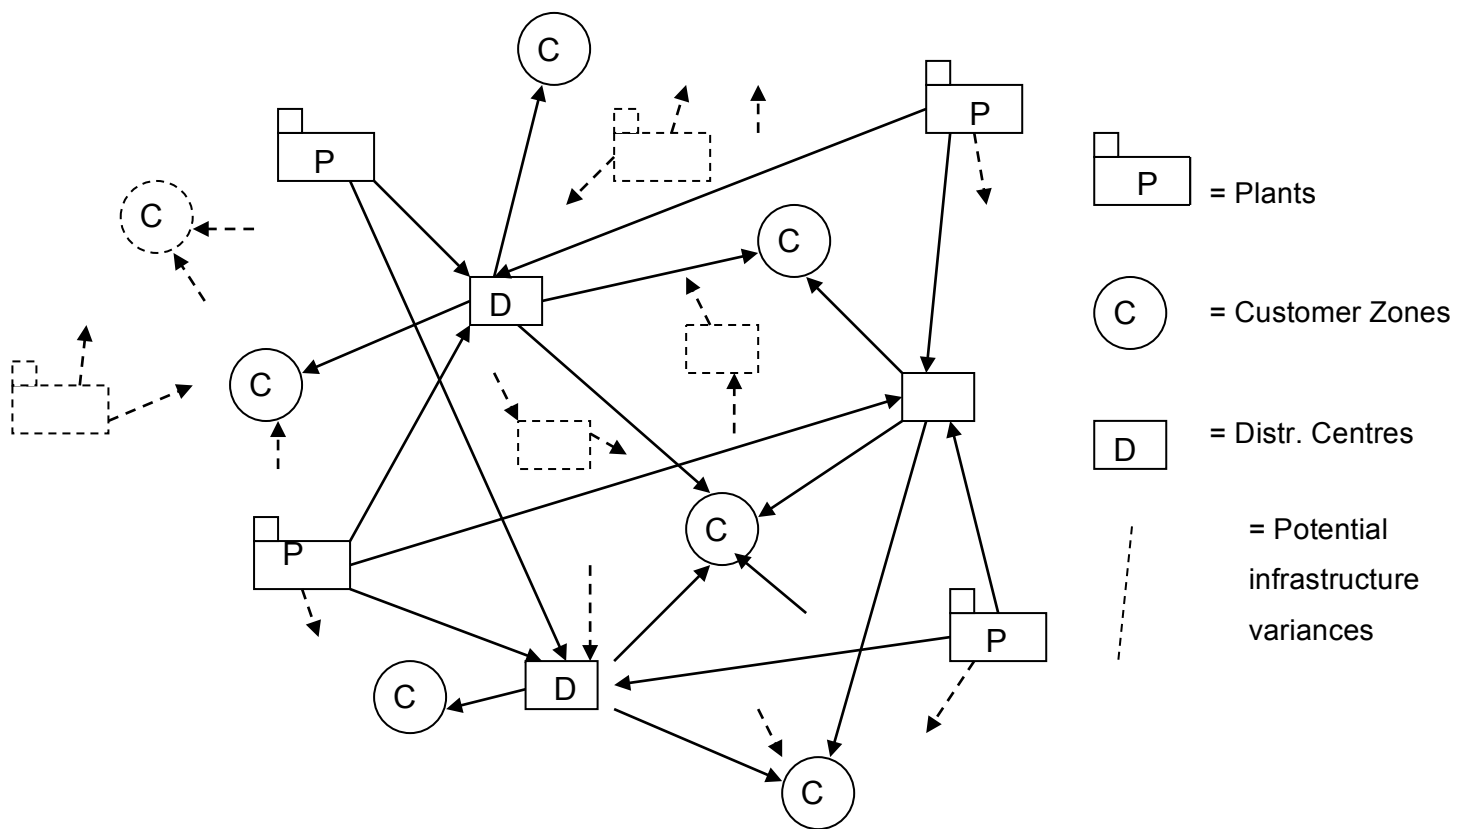 C
P
P
P
= Plants
C
C
D
C
= Customer Zones
C
D
= Distr. Centres
C
P
= Potential
infrastructure
variances
P
C
D
C